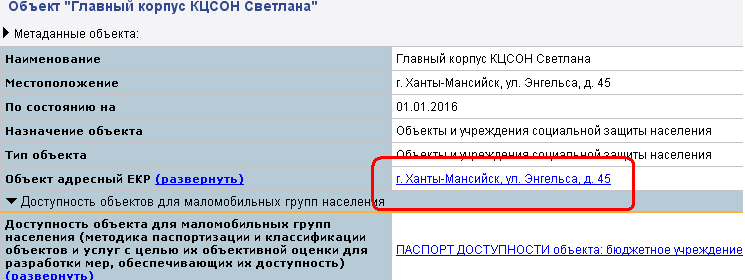 Объект "Главный корпус КЦСОН Светлана"
Метаданные объекта:
Наименование Главный корпус КЦСОН Светлана
Местоположение г. Ханты-Мансийск, ул. Энгельса, д. 45
По состоянию на 01.01.2016
Назначение объекта Объекты и учреждения социальной защиты населения
Тип объекта Объекты и учреждения социальной защиты населения
Объект адресный ЕКР (развернуть) г. Ханты-Мансийск, ул. Энгельса, д. 45
Доступность объектов для маломобильных групп населения
Доступность объекта для маломобильных групп
населения (методика паспортизации и классификации
объектов и услуг с целью их объективной оценки для
разработки мер, обеспечивающих их доступность)
(развернуть)
ПАСПОРТ ДОСТУПНОСТИ объекта: бюджетное учреждение